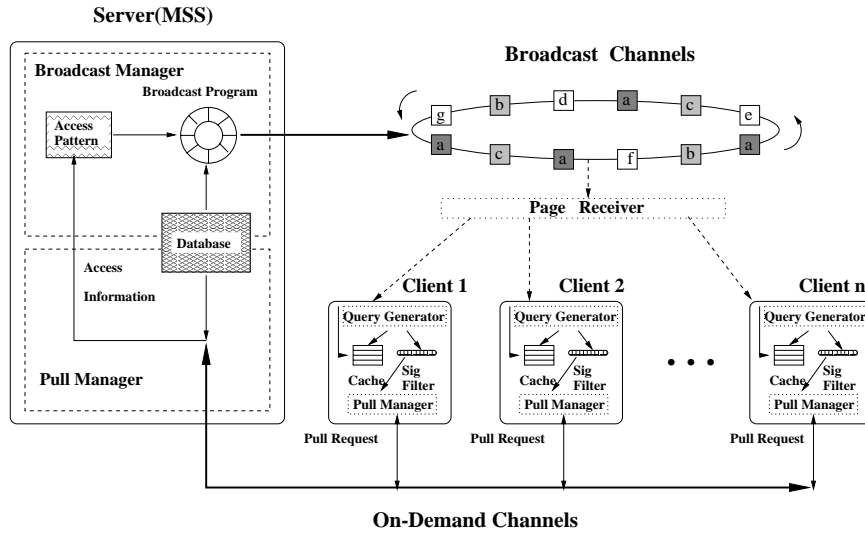 Server(MSS)
Broadcast Manager
Broadcast Program
Access
Pattern
Database
Access
Information
Pull Manager
Broadcast Channels
g
b
d
a
c
e
a
c
a
f
b
a
Page Receiver
Client 1
Query Generator
Cache
Sig
Filter
Pull Manager
Pull Request
Client 2
Query Generator
Cache
Sig
Filter
Pull Manager
Pull Request
Client n
Query Generator
Cache
Sig
Filter
Pull Manager
Pull Request
On-Demand Channels